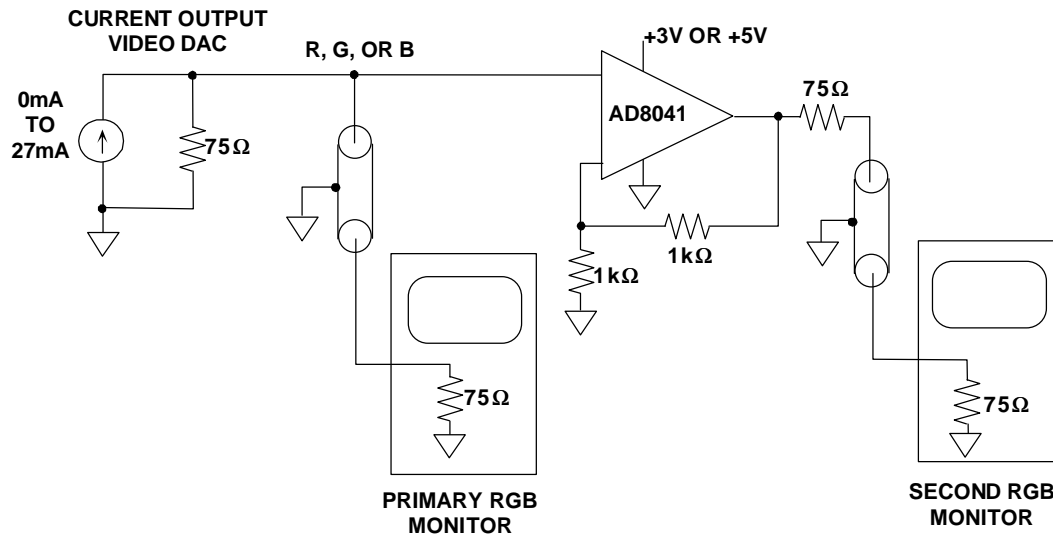 CURRENT OUTPUT
VIDEO DAC
R, G, OR B
+3V OR +5V
0mA
TO
27mA
75Ω
AD8041
75Ω
1kΩ
1kΩ
75Ω
75Ω
PRIMARY RGB
MONITOR
SECOND RGB
MONITOR